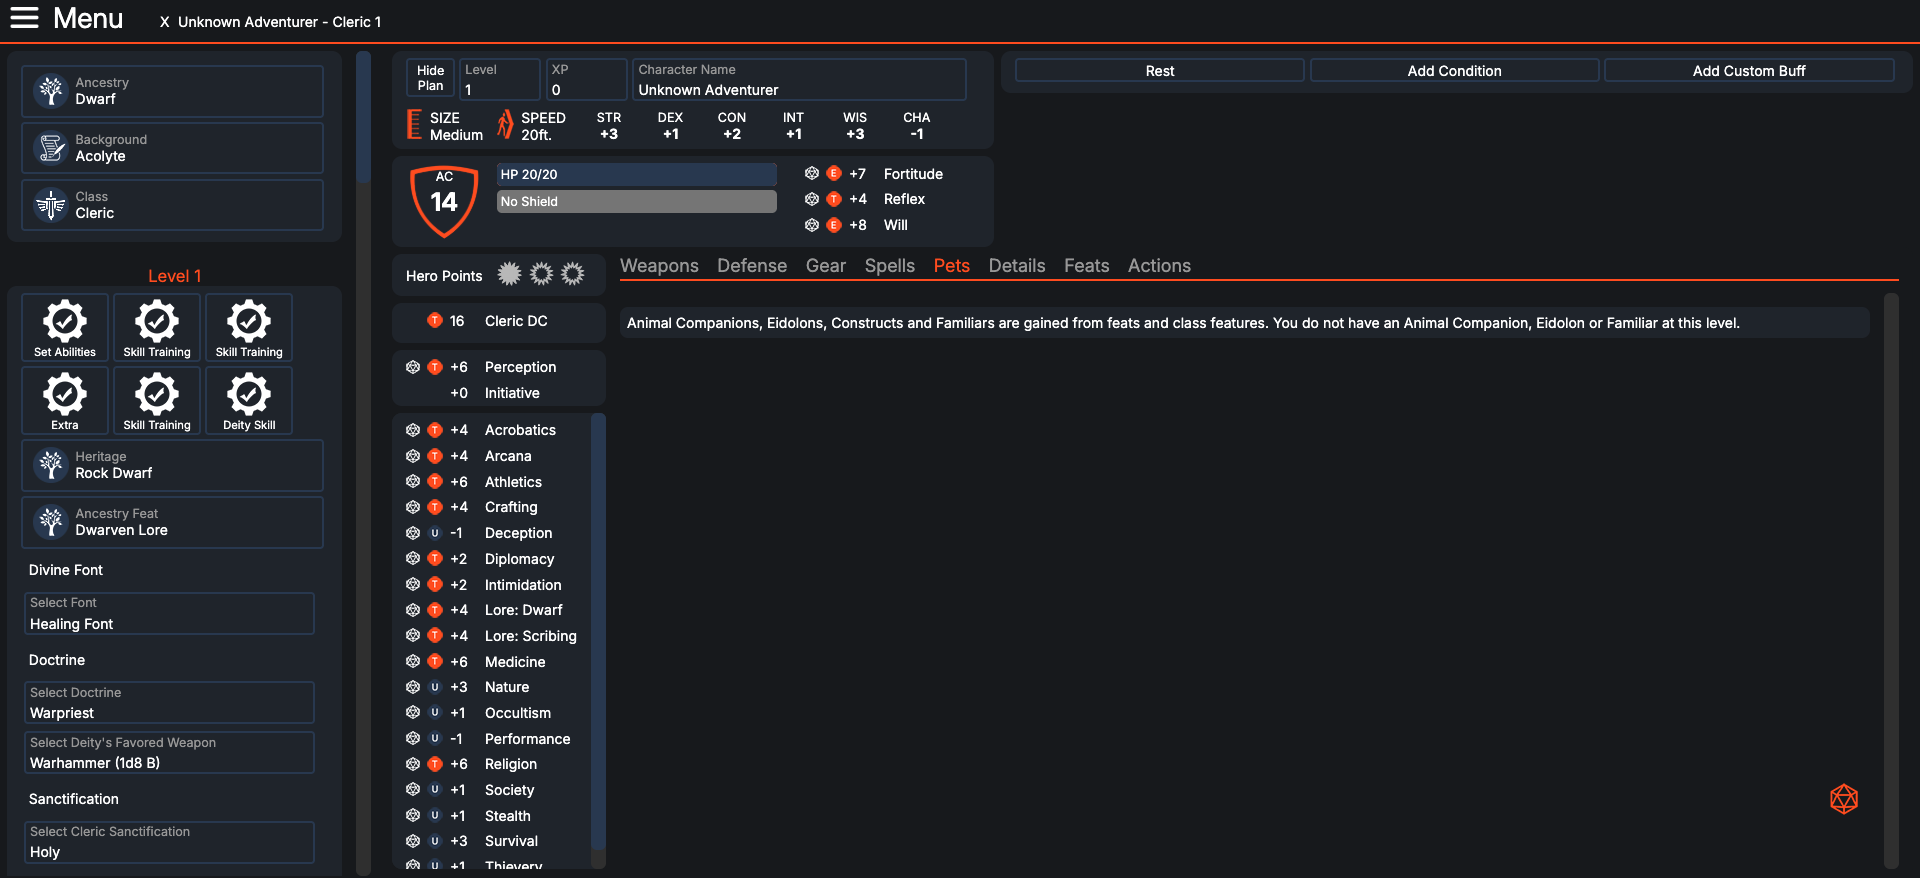 Menu
X Unknown Adventurer - Cleric 1
Ancestry
Dwarf
Background
Acolyte
Class
Cleric
Level 1
Set Abilities
Skill Training
Skill Training
Extra
Skill Training
Deity Skill
Heritage
Rock Dwarf
Ancestry Feat
Dwarven Lore
Divine Font
Select Font
Healing Font
Doctrine
Select Doctrine
Warpriest
Select Deity's Favored Weapon
Warhammer (1d8 B)
Sanctification
Select Cleric Sanctification
Holy
Hide Plan
Level
1
XP
0
Character Name
Unknown Adventurer
SIZE
Medium
SPEED
20ft.
STR
+3
DEX
+1
CON
+2
INT
+1
WIS
+3
CHA
-1
AC
14
HP 20/20
No Shield
E +7 Fortitude
T +4 Reflex
E +8 Will
Rest
Add Condition
Add Custom Buff
Hero Points
T 16 Cleric DC
T +6 Perception
+0 Initiative
T +4 Acrobatics
T +4 Arcana
T +6 Athletics
T +4 Crafting
U -1 Deception
T +2 Diplomacy
T +2 Intimidation
T +4 Lore: Dwarf
T +4 Lore: Scribing
T +6 Medicine
U +3 Nature
U +1 Occultism
U -1 Performance
T +6 Religion
U +1 Society
U +1 Stealth
U +3 Survival
U +1 Thievery
Weapons Defense Gear Spells Pets Details Feats Actions
Animal Companions, Eidolons, Constructs and Familiars are gained from feats and class features. You do not have an Animal Companion, Eidolon or Familiar at this level.